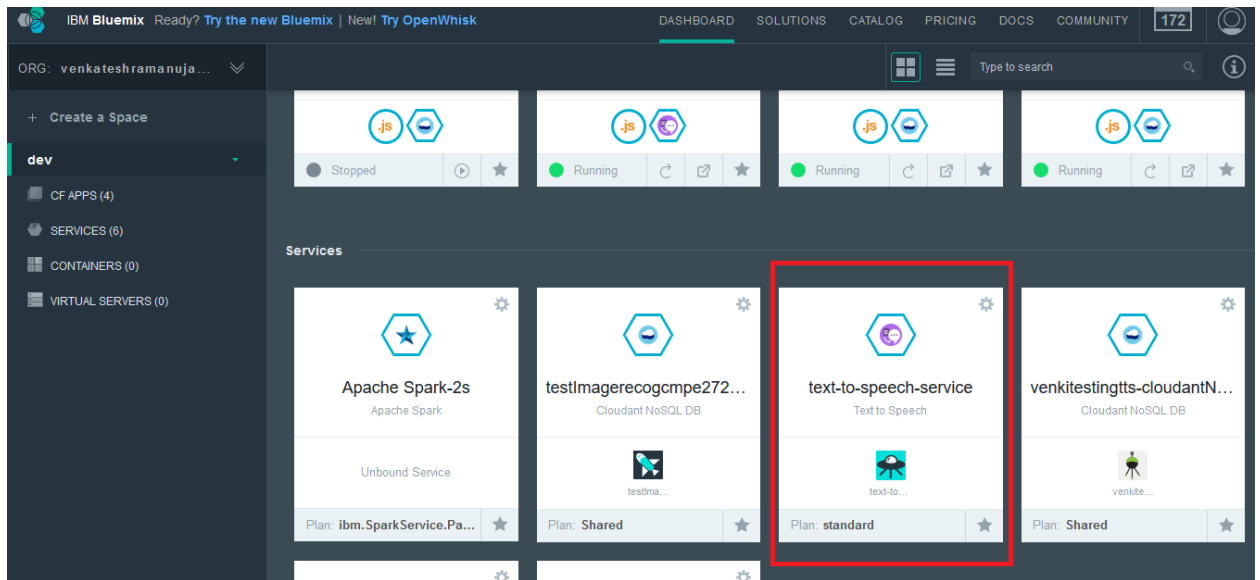 IBM Bluemix Ready? Try the new Bluemix | New! Try OpenWhisk DASHBOARD SOLUTIONS CATALOG PRICING DOCS COMMUNITY 172
ORG: venkateshramanuja... Type to search
+ Create a Space
dev
CF APPS (4)
SERVICES (6)
CONTAINERS (0)
VIRTUAL SERVERS (0)
.js .js .js .js
Stopped Running Running Running
Services
Apache Spark-2s testImagerecogcmpe272... text-to-speech-service venkitestingtts-cloudantN...
Apache Spark Cloudant NoSQL DB Text to Speech Cloudant NoSQL DB
Unbound Service testIma... text-to... venkite...
Plan: ibm.SparkService.Pa... Plan: Shared Plan: standard Plan: Shared